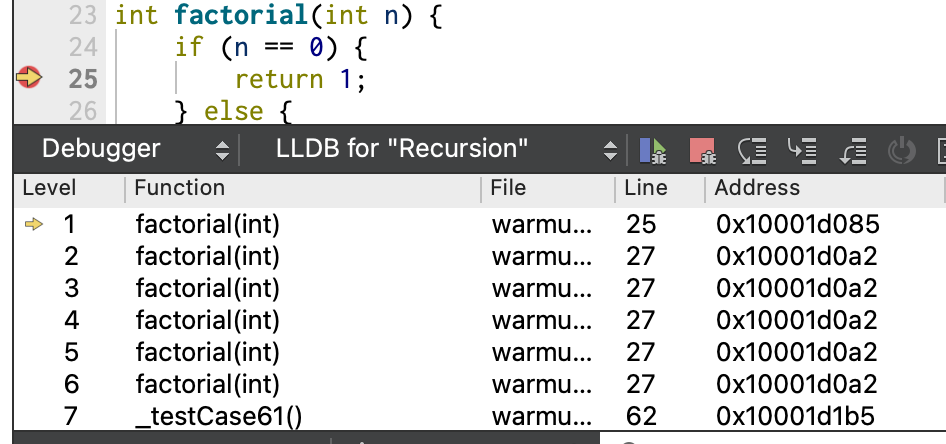 23 int factorial(int n) {
24 if (n == 0) {
25 return 1;
26 } else {
Debugger LLDB for "Recursion"
Level Function File Line Address
1 factorial(int) warmu... 25 0x10001d085
2 factorial(int) warmu... 27 0x10001d0a2
3 factorial(int) warmu... 27 0x10001d0a2
4 factorial(int) warmu... 27 0x10001d0a2
5 factorial(int) warmu... 27 0x10001d0a2
6 factorial(int) warmu... 27 0x10001d0a2
7 _testCase61() warmu... 62 0x10001d1b5